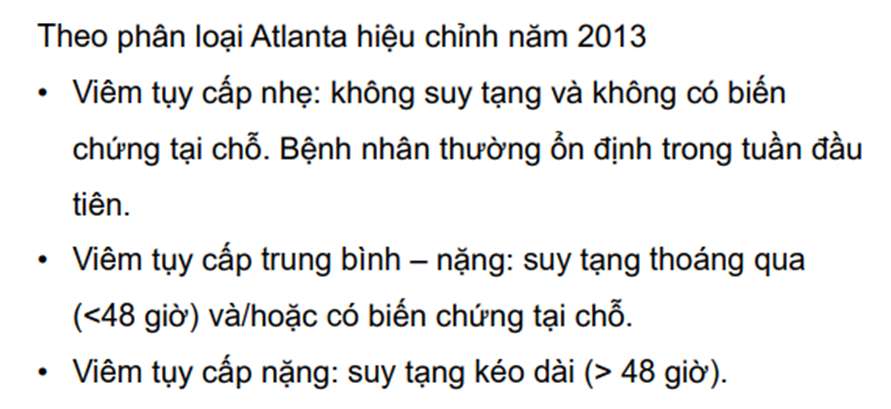 Theo phân loại Atlanta hiệu chỉnh năm 2013
• Viêm tụy cấp nhẹ: không suy tạng và không có biến
chứng tại chỗ. Bệnh nhân thường ổn định trong tuần đầu
tiên.
• Viêm tụy cấp trung bình – nặng: suy tạng thoáng qua
(<48 giờ) và/hoặc có biến chứng tại chỗ.
• Viêm tụy cấp nặng: suy tạng kéo dài (> 48 giờ).